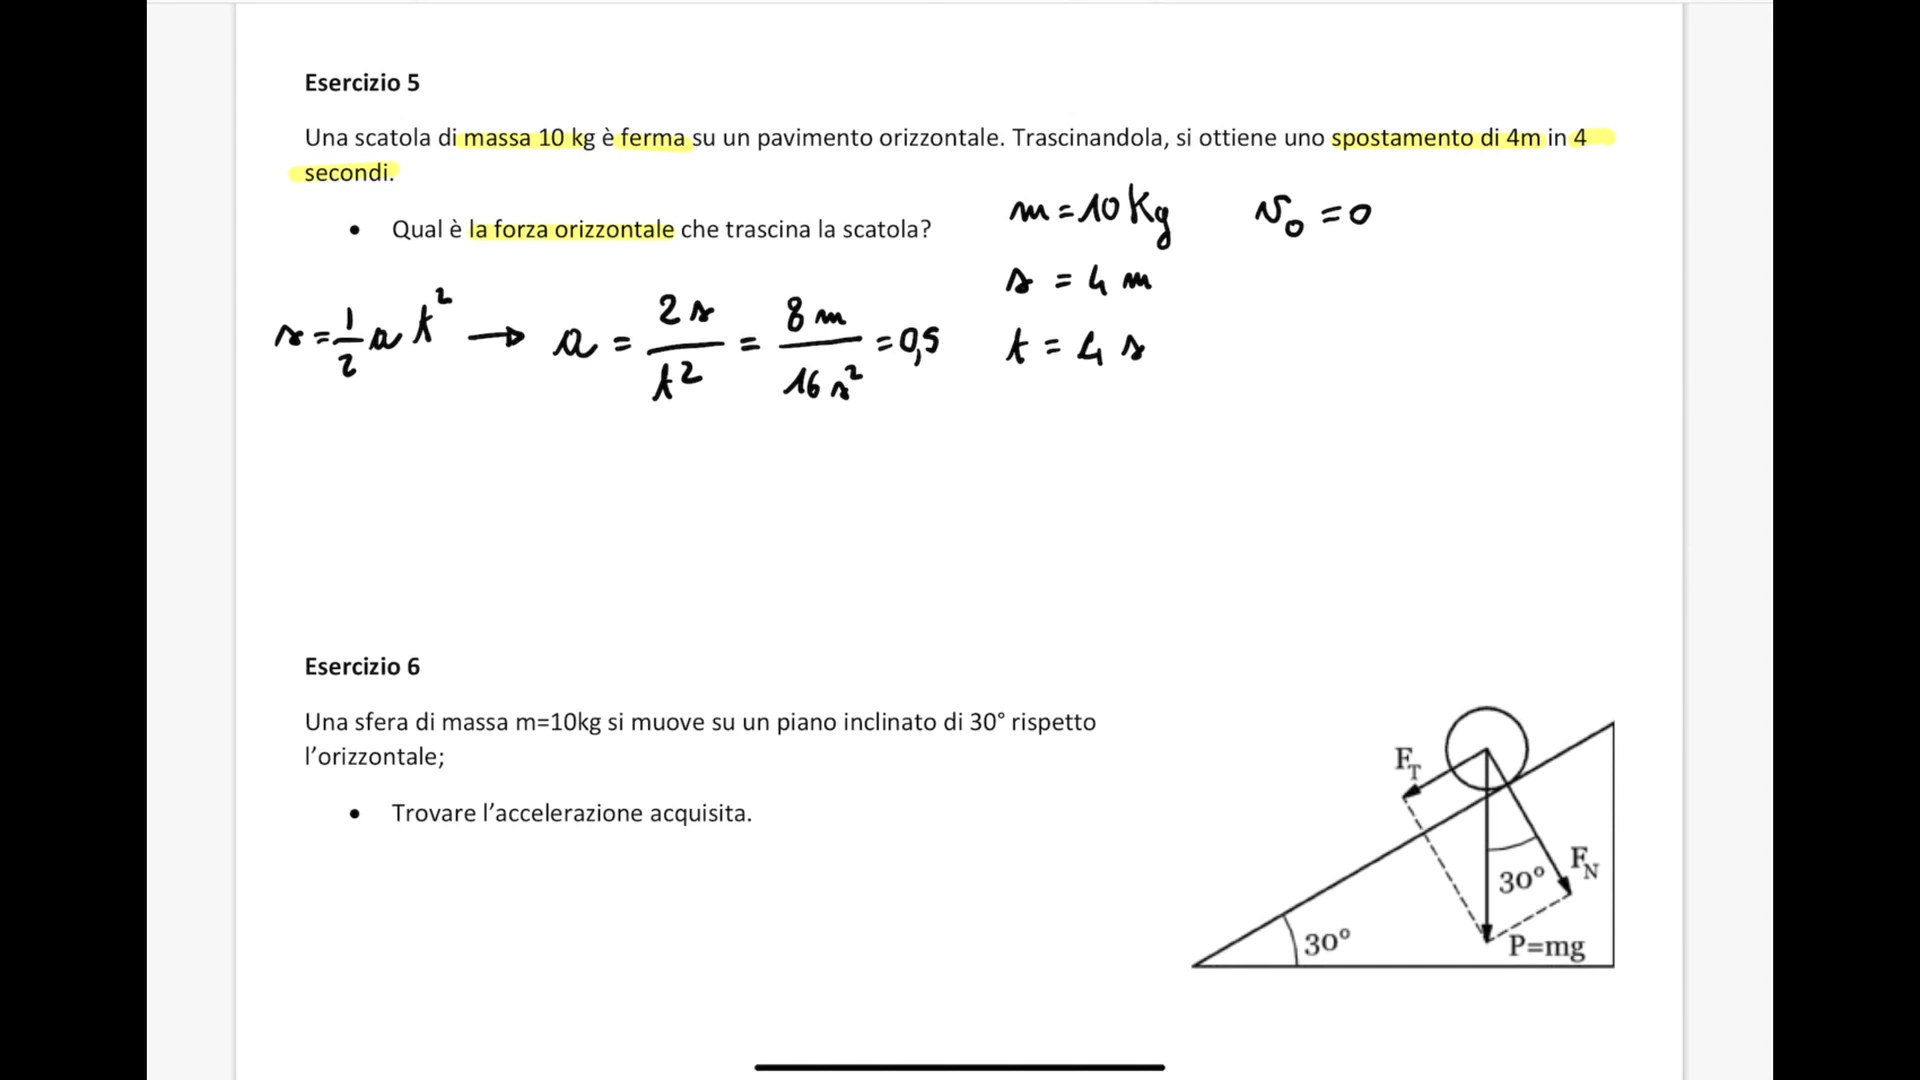 Esercizio 5
Una scatola di massa 10 kg è ferma su un pavimento orizzontale. Trascinandola, si ottiene uno spostamento di 4m in 4
secondi.
• Qual è la forza orizzontale che trascina la scatola?
m = 10 Kg
v₀ = 0
s = 4 m
t = 4 s
s = 1/2 a t² → a = 2s/t² = 8 m/16 s² = 0,5
Esercizio 6
Una sfera di massa m=10kg si muove su un piano inclinato di 30° rispetto
l’orizzontale;
• Trovare l’accelerazione acquisita.
F_T
F_N
30°
30°
P=mg